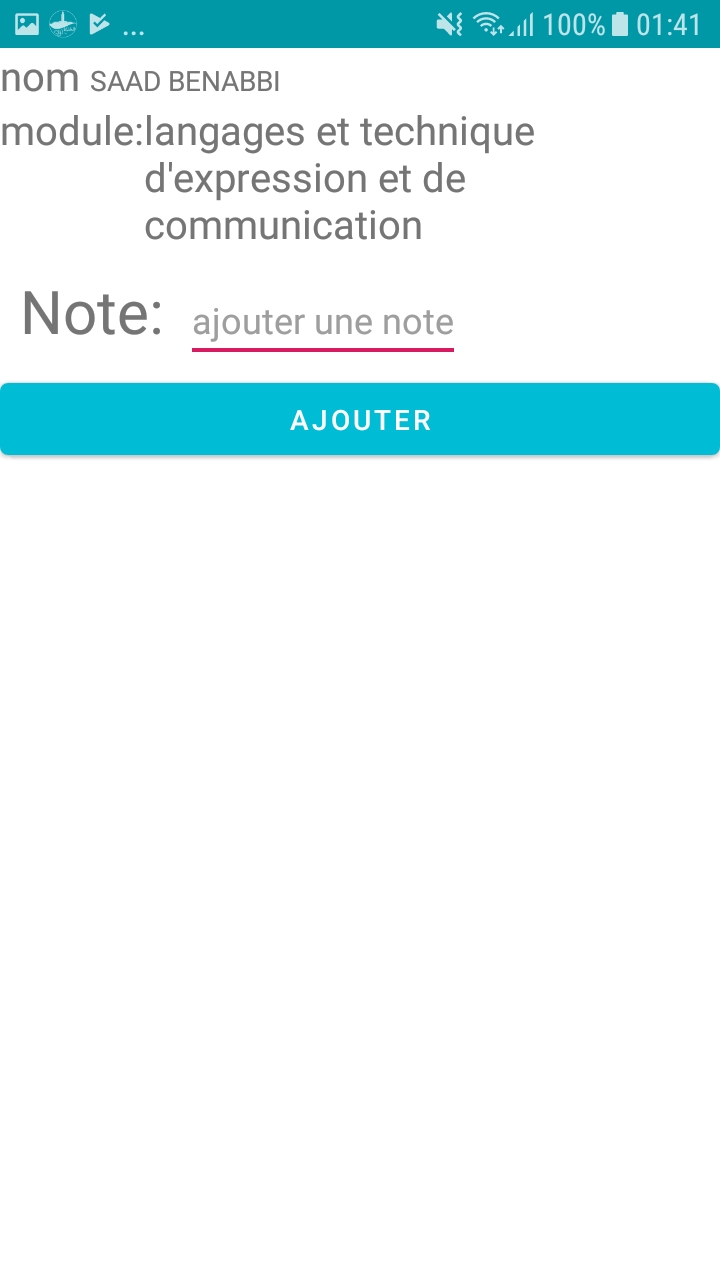 ... 100% 01:41
nom SAAD BENABBI
module:langages et technique
d'expression et de
communication
Note: ajouter une note
AJOUTER